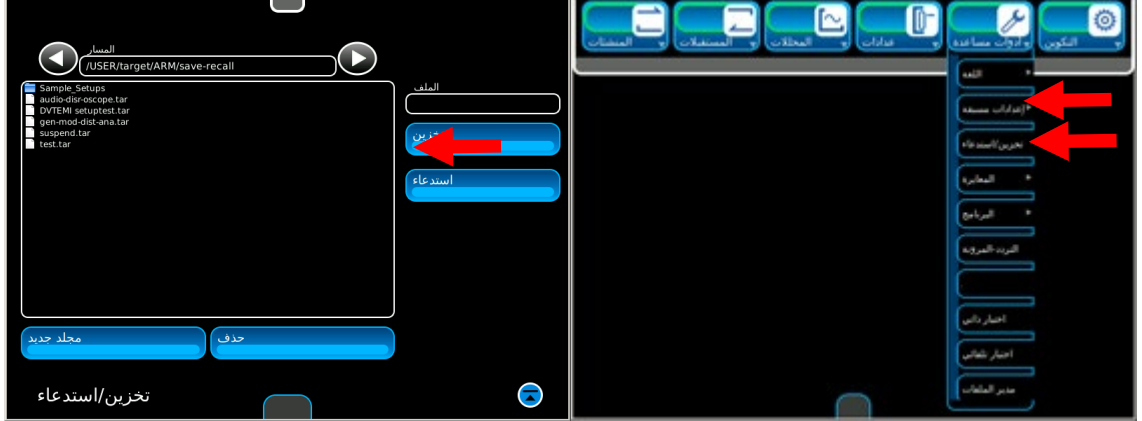 المسار
/USER/target/ARM/save-recall
Sample_Setups
audio-disr-oscope.tar
DVTEMI setuptest.tar
gen-mod-dist-ana.tar
suspend.tar
test.tar
الملف
استدعاء
مجلد جديد
حذف
تخزين/استدعاء
المنشئات
المستقبلات
المحللات
عدادات
أدوات مساعدة
التكوين
اللغة
إعدادات مسبقة
تخزين/استدعاء
المعايرة
البرنامج
اختبار ذاتي
اختبار تلقائي
مدير الملفات